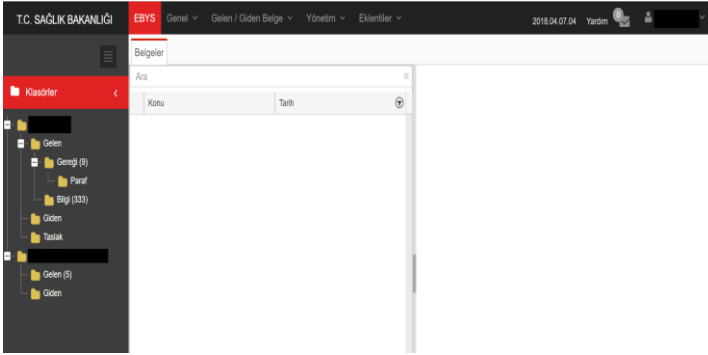 T.C. SAĞLIK BAKANLIĞI
EBYS Genel Gelen / Giden Belge Yönetim Eklentiler 2018.04.07.04 Yardım
Belgeler
Klasörler
Ara
Konu Tarih
Gelen
Gereği (9)
Paraf
Bilgi (333)
Giden
Taslak
Gelen (5)
Giden